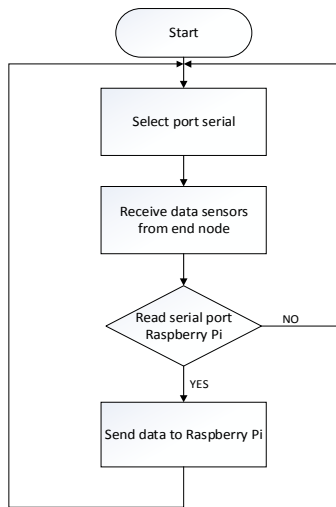 Start
Select port serial
Receive data sensors
from end node
Read serial port
Raspberry Pi
NO
YES
Send data to Raspberry Pi